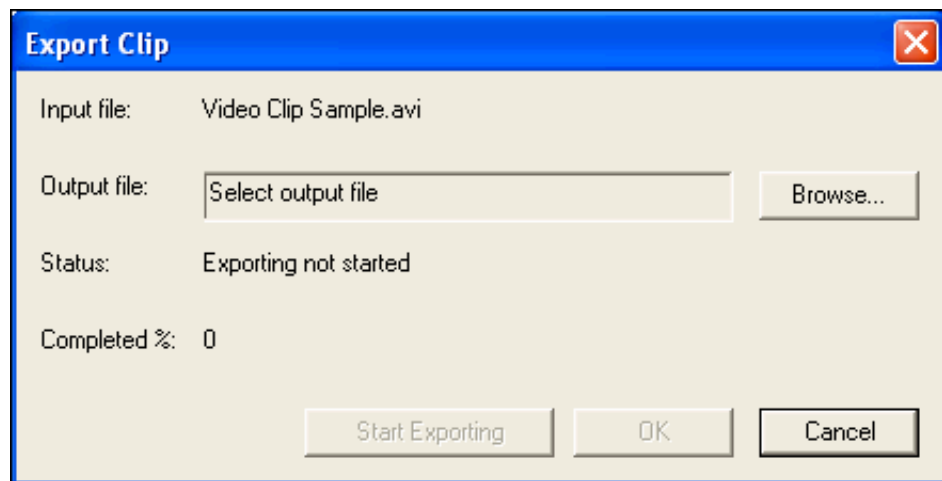 Export Clip
Input file: Video Clip Sample.avi
Output file: Select output file Browse...
Status: Exporting not started
Completed %: 0
Start Exporting OK Cancel